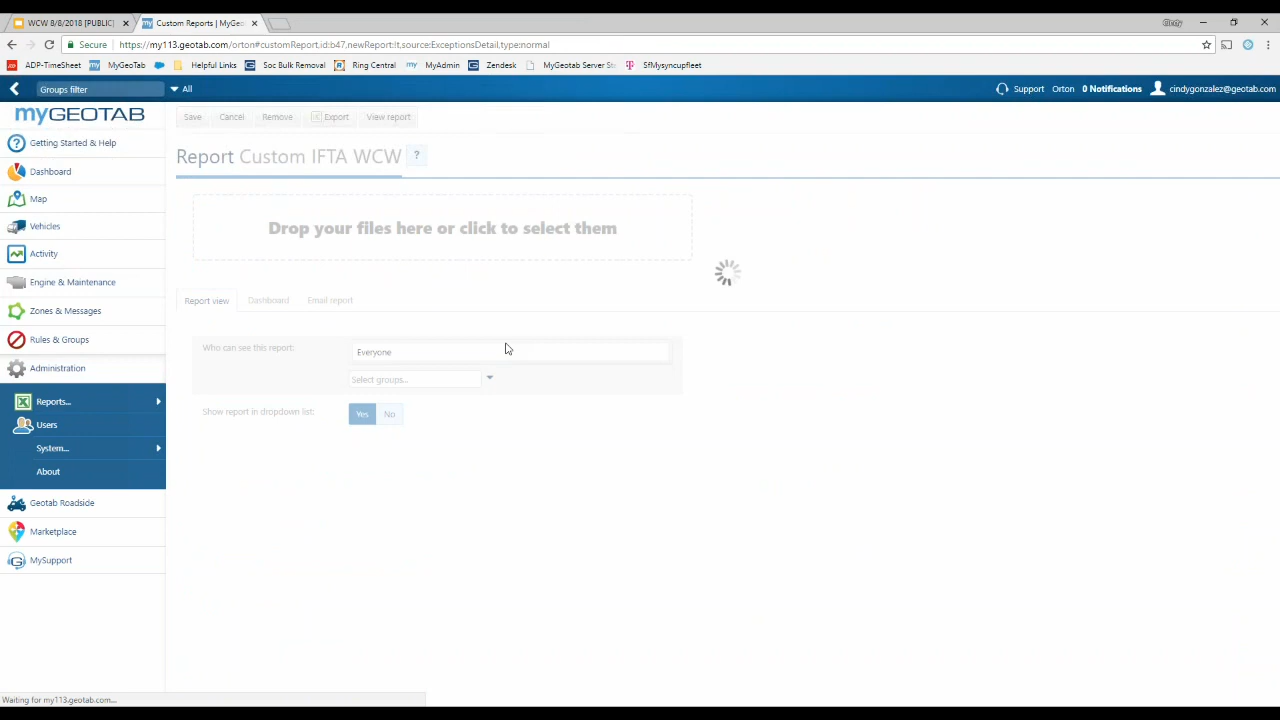 WCW 8/8/2018 [PUBLIC]
Custom Reports | MyGeo
Cindy
Secure https://my113.geotab.com/orton#customReport,id:b47,newReport:!t,source:ExceptionsDetail,type:normal
ADP-TimeSheet MyGeoTab Helpful Links Soc Bulk Removal Ring Central MyAdmin Zendesk MyGeotab Server Sta SfMysyncupfleet
Groups filter All Support Orton 0 Notifications cindygonzalez@geotab.com
myGEOTAB
Save Cancel Remove Export View report
Getting Started & Help
Report Custom IFTA WCW ?
Dashboard
Map
Vehicles
Drop your files here or click to select them
Activity
Engine & Maintenance
Report view Dashboard Email report
Zones & Messages
Rules & Groups
Who can see this report: Everyone
Administration
Select groups...
Reports...
Show report in dropdown list: Yes No
Users
System...
About
Geotab Roadside
Marketplace
MySupport
Waiting for my113.geotab.com...